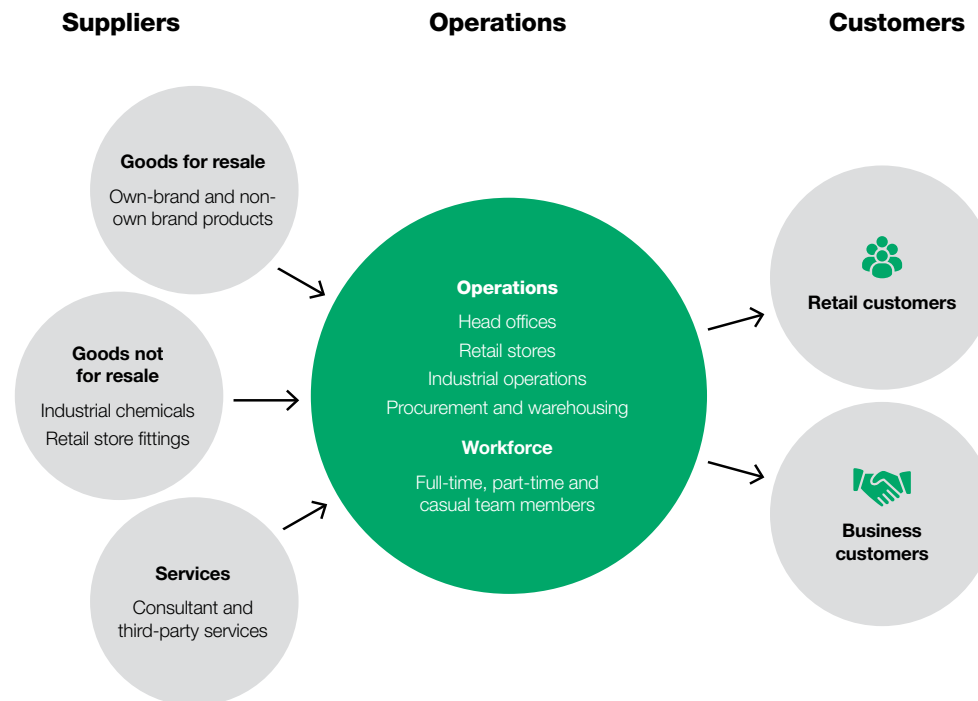 Suppliers
Operations
Customers
Goods for resale
Own-brand and non-
own brand products
Goods not
for resale
Industrial chemicals
Retail store fittings
Services
Consultant and
third-party services
Operations
Head offices
Retail stores
Industrial operations
Procurement and warehousing
Workforce
Full-time, part-time and
casual team members
Retail customers
Business
customers